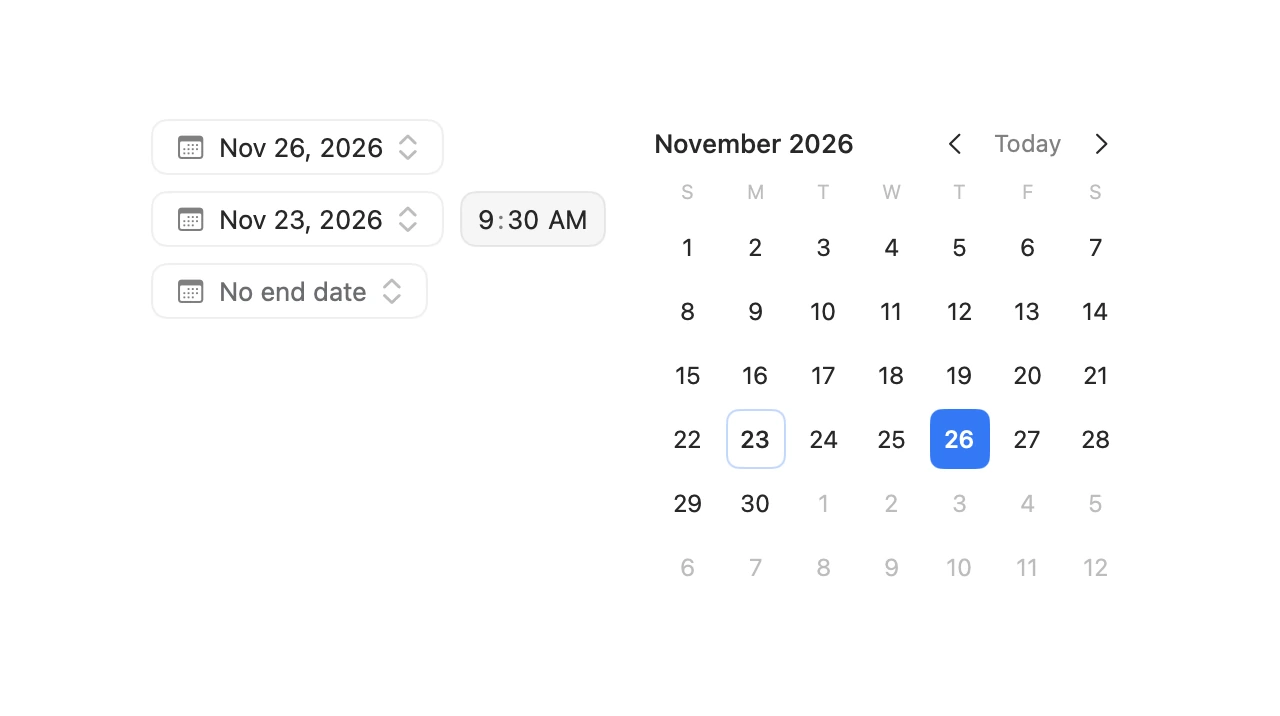 Nov 26, 2026
Nov 23, 2026 9:30 AM
No end date
November 2026 Today
S M T W T F S
1 2 3 4 5 6 7
8 9 10 11 12 13 14
15 16 17 18 19 20 21
22 23 24 25 26 27 28
29 30 1 2 3 4 5
6 7 8 9 10 11 12